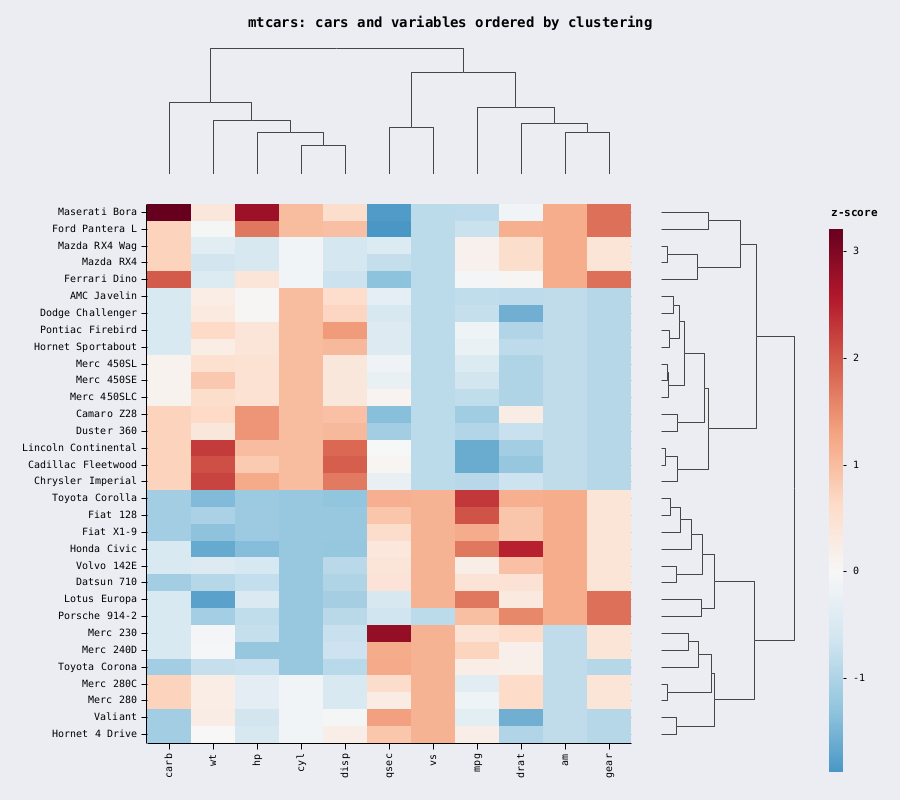 mtcars: cars and variables ordered by clustering
z-score
Maserati Bora
Ford Pantera L
Mazda RX4 Wag
Mazda RX4
Ferrari Dino
AMC Javelin
Dodge Challenger
Pontiac Firebird
Hornet Sportabout
Merc 450SL
Merc 450SE
Merc 450SLC
Camaro Z28
Duster 360
Lincoln Continental
Cadillac Fleetwood
Chrysler Imperial
Toyota Corolla
Fiat 128
Fiat X1-9
Honda Civic
Volvo 142E
Datsun 710
Lotus Europa
Porsche 914-2
Merc 230
Merc 240D
Toyota Corona
Merc 280C
Merc 280
Valiant
Hornet 4 Drive
carb
wt
hp
cyl
disp
qsec
vs
mpg
drat
am
gear
3
2
1
0
-1